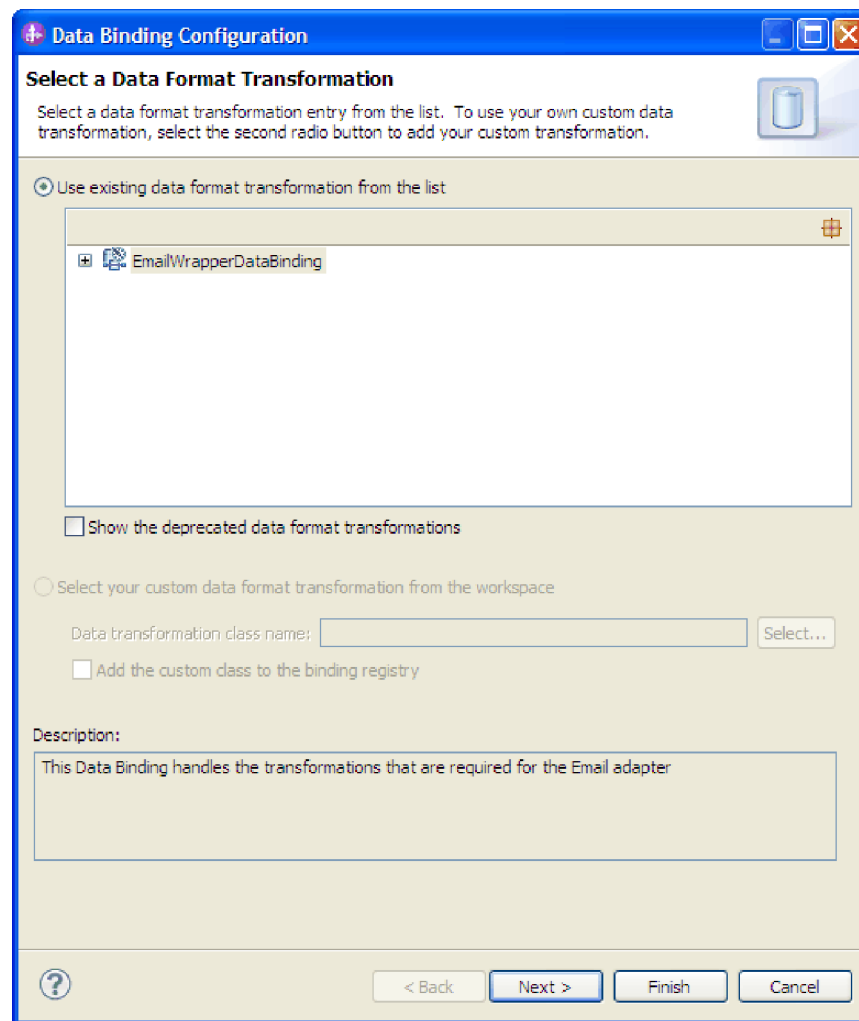 Data Binding Configuration
Select a Data Format Transformation
Select a data format transformation entry from the list. To use your own custom data
transformation, select the second radio button to add your custom transformation.
Use existing data format transformation from the list
EmailWrapperDataBinding
Show the deprecated data format transformations
Select your custom data format transformation from the workspace
Data transformation class name:
Select...
Add the custom class to the binding registry
Description:
This Data Binding handles the transformations that are required for the Email adapter
?
< Back
Next >
Finish
Cancel